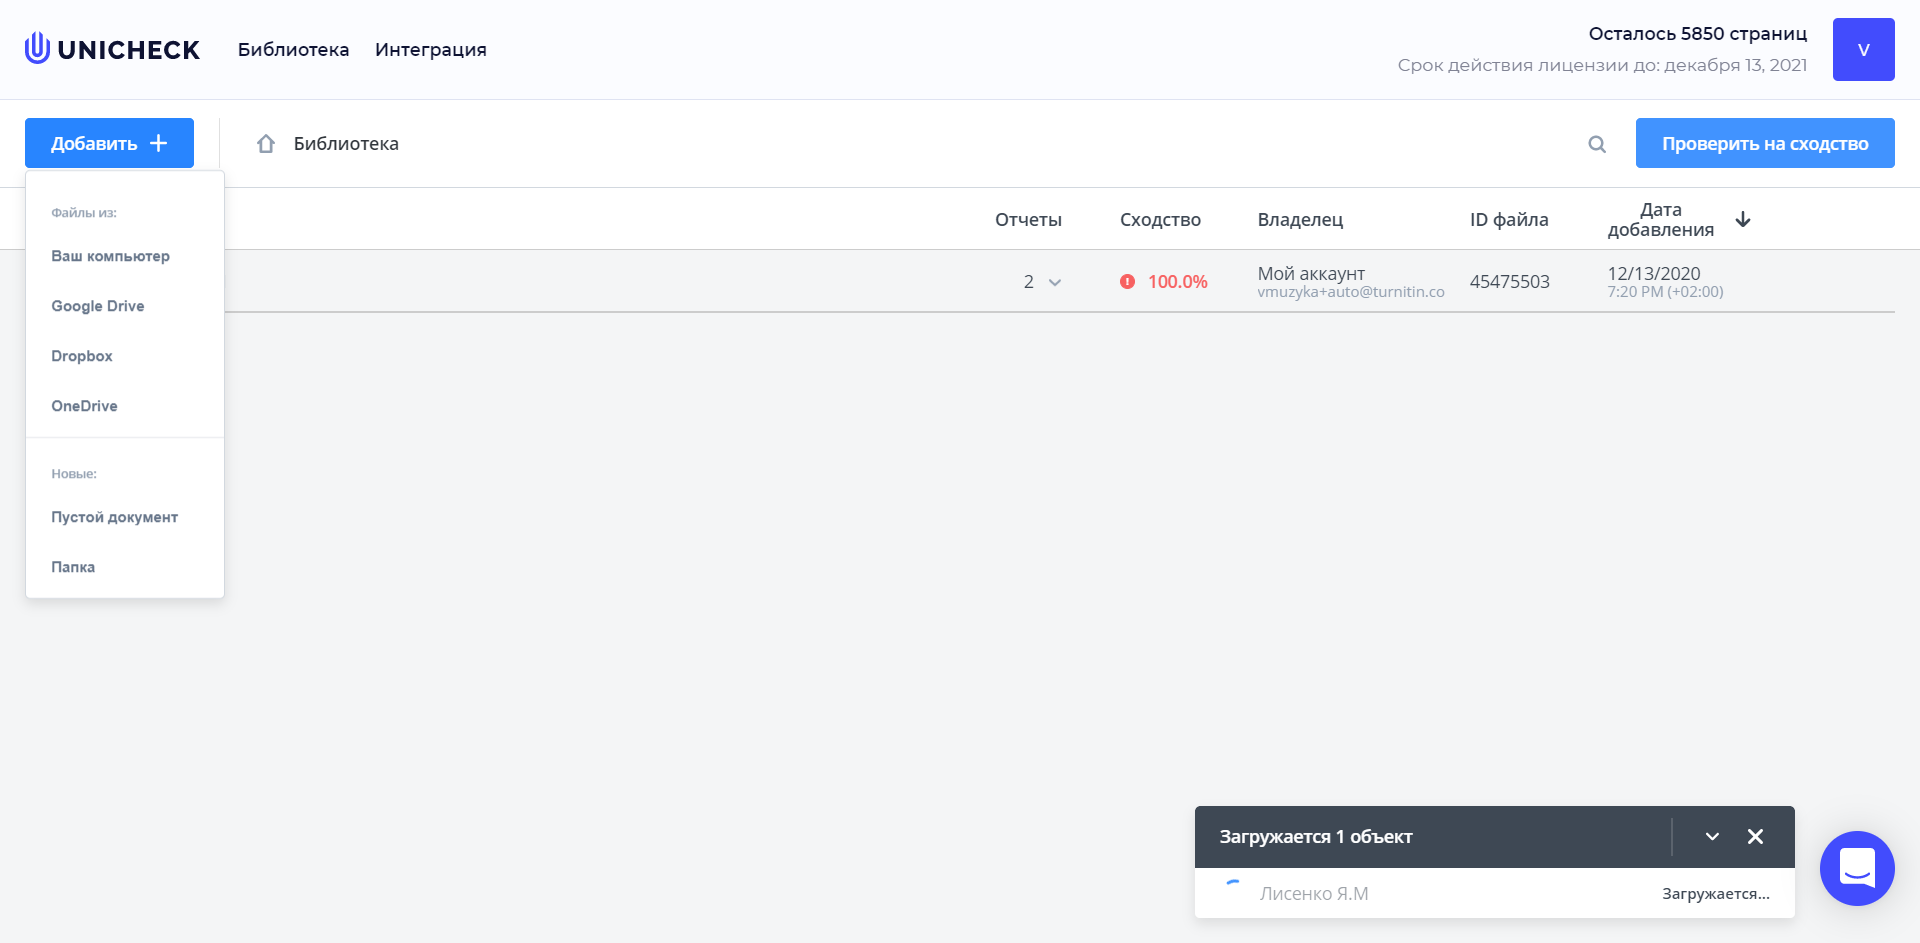 UNICHECK
Библиотека
Интеграция
Осталось 5850 страниц
Срок действия лицензии до: декабря 13, 2021
V
Добавить
Библиотека
Проверить на сходство
Файлы из:
Ваш компьютер
Google Drive
Dropbox
OneDrive
Новые:
Пустой документ
Папка
Отчеты
Сходство
Владелец
ID файла
Дата
добавления
2
100.0%
Мой аккаунт
vmuzyka+auto@turnitin.co
45475503
12/13/2020
7:20 PM (+02:00)
Загружается 1 объект
Лисенко Я.М
Загружается...